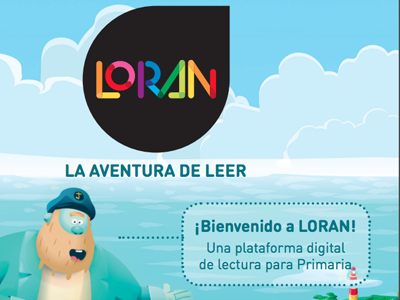 LORAN
LA AVENTURA DE LEER
¡Bienvenido a LORAN!
Una plataforma digital
de lectura para Primaria